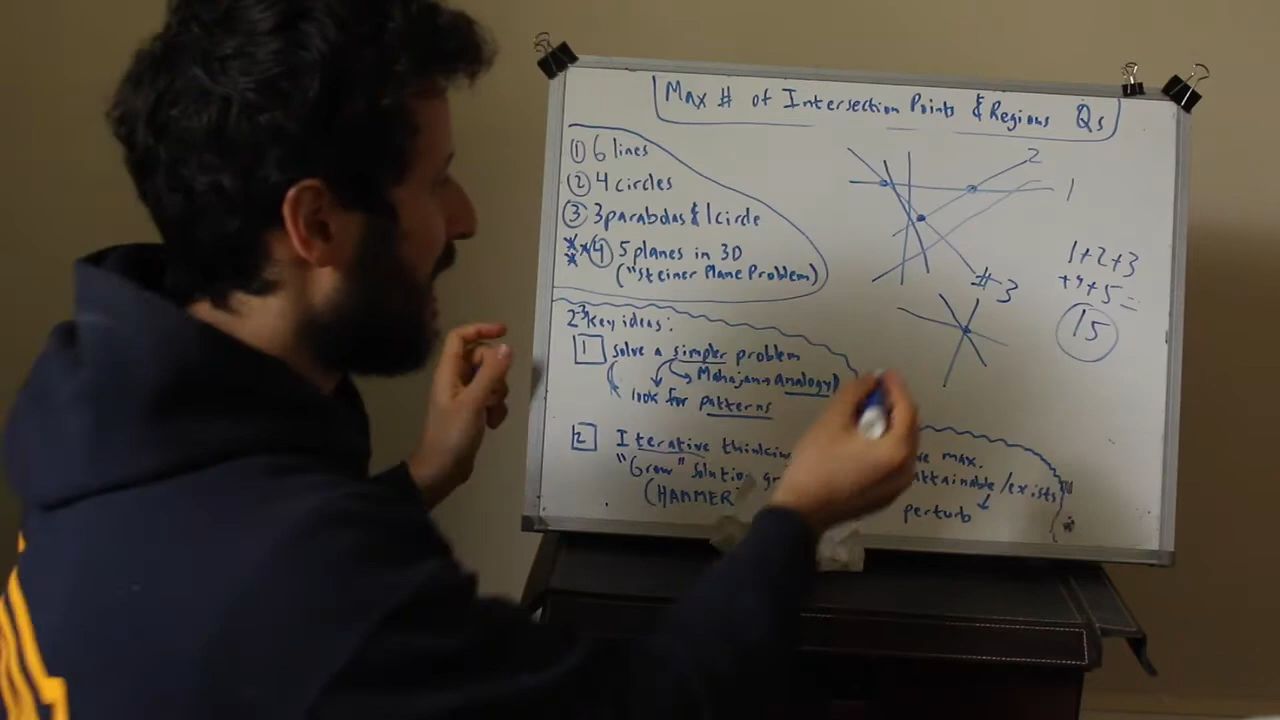 Max # of Intersection Points & Regions Qs
① 6 lines
② 4 circles
③ 3 parabolas & 1 circle
④ 5 planes in 3D
("Steiner Plane Problem)
2 3 key ideas:
1 solve a simpler problem
Mahajan → Analogy
look for patterns
2 Iterative
"Grow" solution
(HAMMER
max.
attainable/exists
perturb
2
1
#3
1+2+3
+4+5=
15